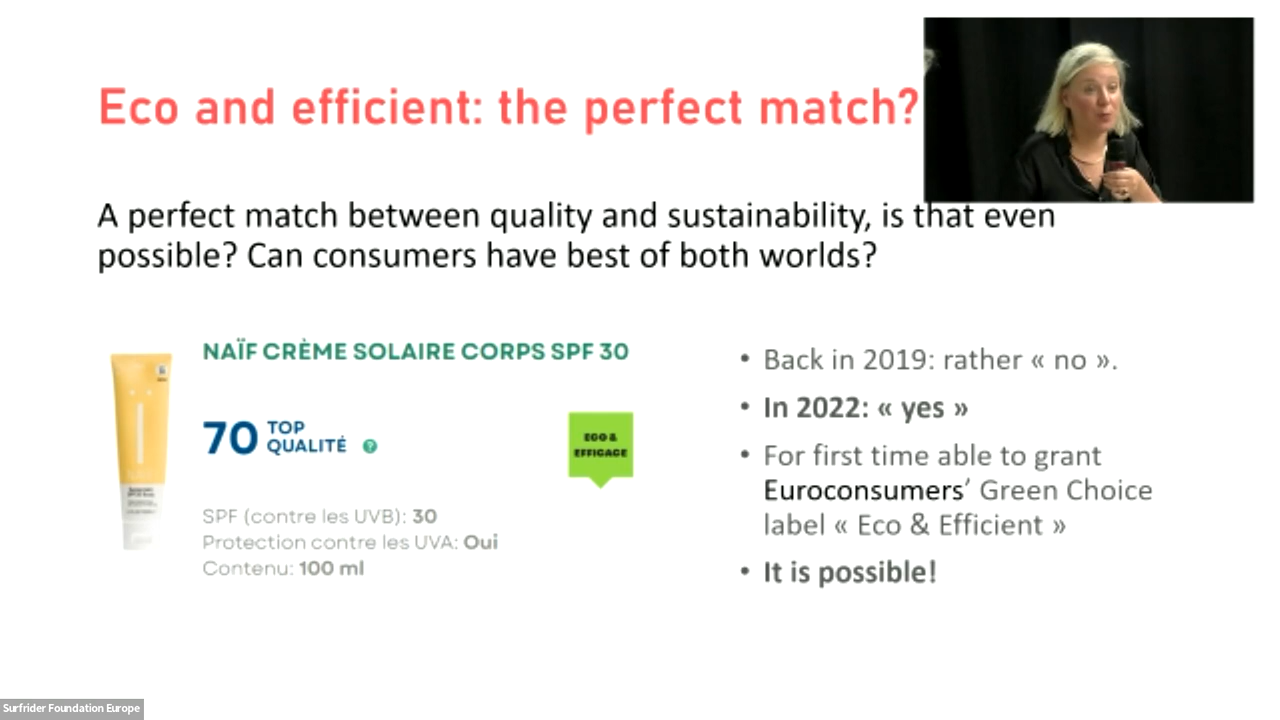 Eco and efficient: the perfect match?
A perfect match between quality and sustainability, is that even
possible? Can consumers have best of both worlds?
NAÏF CRÈME SOLAIRE CORPS SPF 30
70 TOP
QUALITÉ ?
ECO &
EFFICACE
SPF (contre les UVB): 30
Protection contre les UVA: Oui
Contenu: 100 ml
• Back in 2019: rather « no ».
• In 2022: « yes »
• For first time able to grant
Euroconsumers’ Green Choice
label « Eco & Efficient »
• It is possible!
Surfrider Foundation Europe